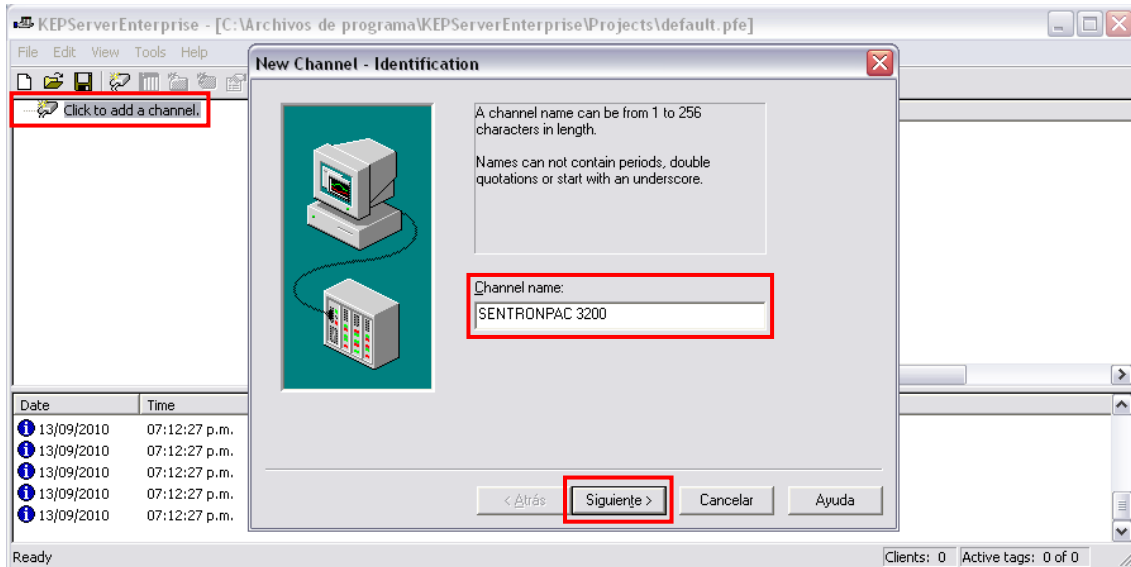 KEPServerEnterprise - [C:\Archivos de programa\KEPServerEnterprise\Projects\default.pfe]
File Edit View Tools Help
New Channel - Identification
Click to add a channel.
A channel name can be from 1 to 256
characters in length.
Names can not contain periods, double
quotations or start with an underscore.
Channel name:
SENTRONPAC 3200
Date Time
13/09/2010 07:12:27 p.m.
13/09/2010 07:12:27 p.m.
13/09/2010 07:12:27 p.m.
13/09/2010 07:12:27 p.m.
13/09/2010 07:12:27 p.m.
< Atrás Siguiente > Cancelar Ayuda
Ready Clients: 0 Active tags: 0 of 0